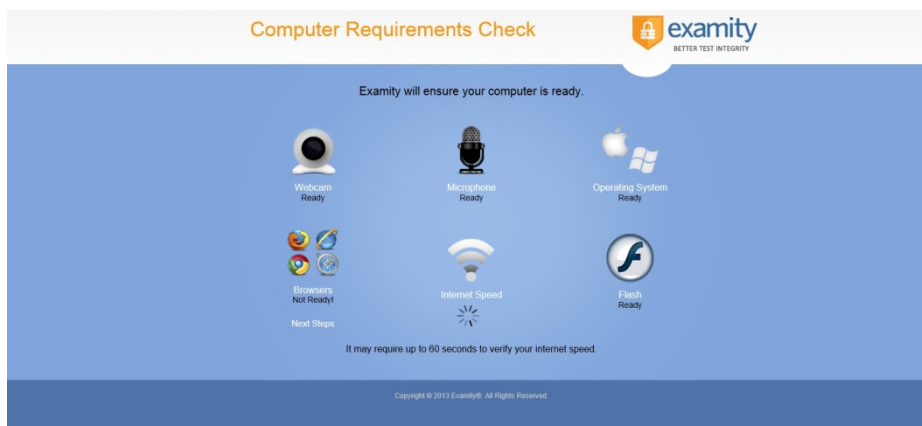 Computer Requirements Check
examity
BETTER TEST INTEGRITY
Examity will ensure your computer is ready.
Webcam
Ready
Microphone
Ready
Operating System
Ready
Browsers
Not Ready!
Next Steps
Internet Speed
Flash
Ready
It may require up to 60 seconds to verify your internet speed.
Copyright © 2013 Examity®. All Rights Reserved.